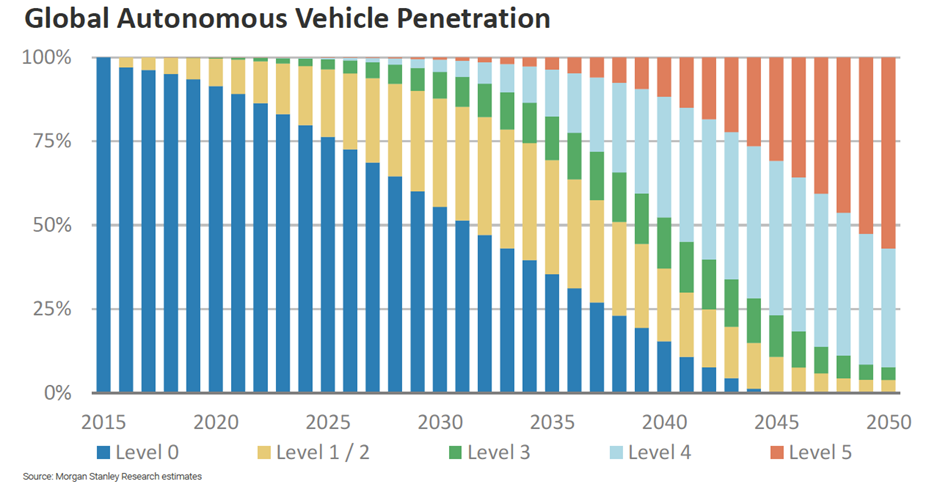 Global Autonomous Vehicle Penetration
100%
75%
50%
25%
0%
2015 2020 2025 2030 2035 2040 2045 2050
Level 0 Level 1 / 2 Level 3 Level 4 Level 5
Source: Morgan Stanley Research estimates